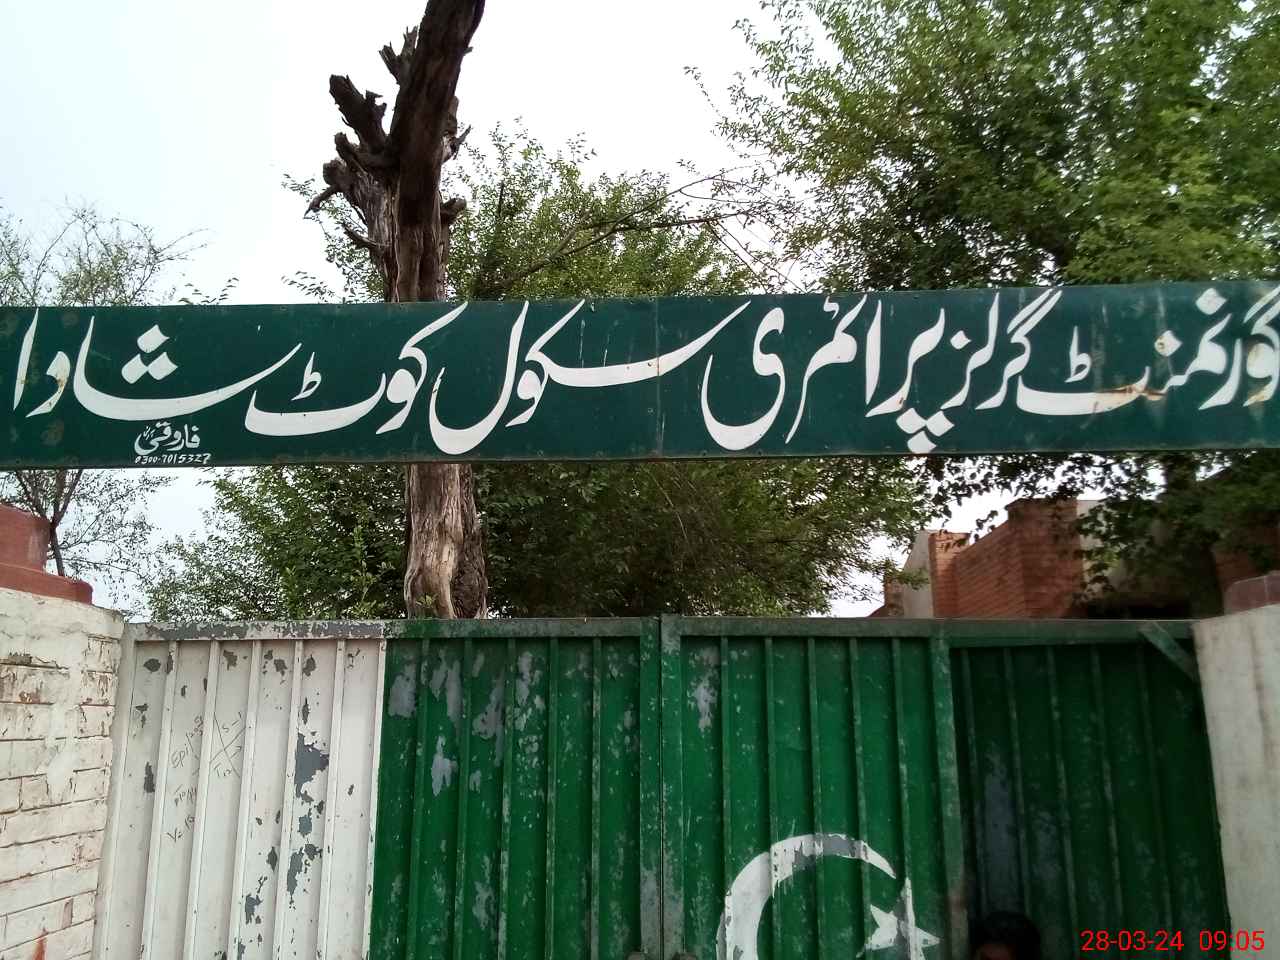 گورنمنٹ گرلز پرائمری سکول کوٹ شادا
فاروقی
0300-7015327
28-03-24 09:05